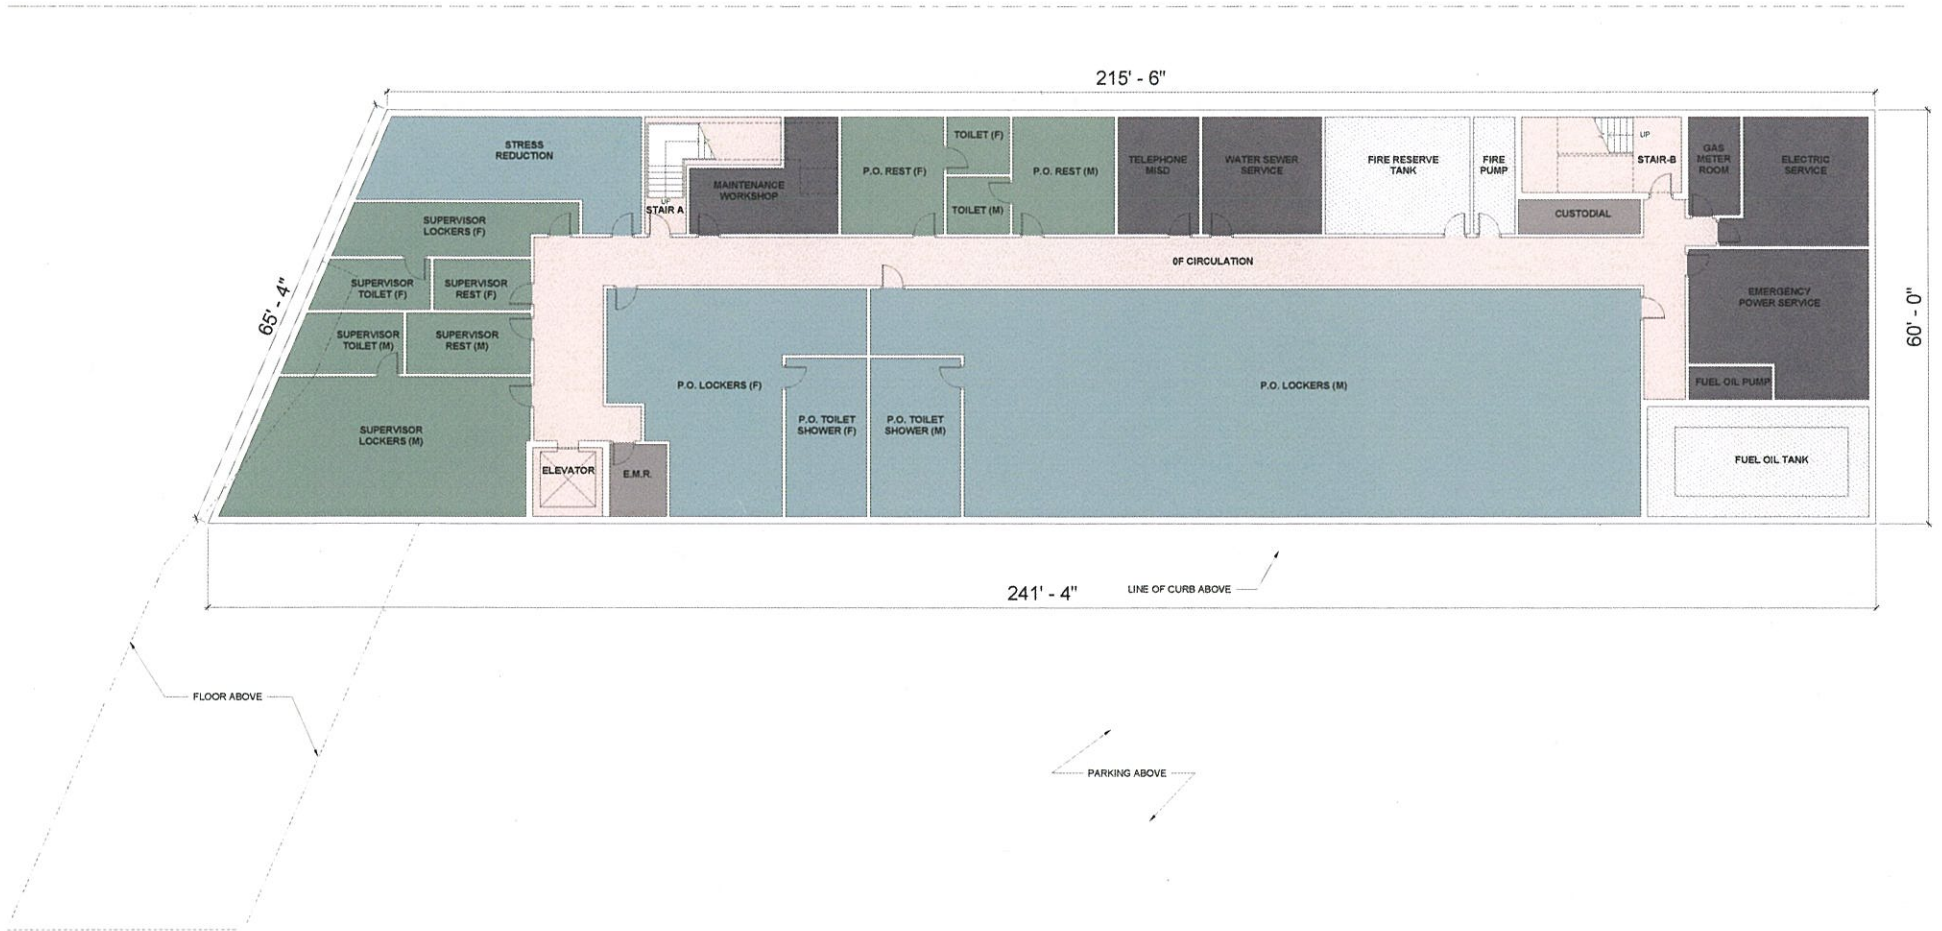 215' - 6"
STRESS
REDUCTION
UP
STAIR A
MAINTENANCE
WORKSHOP
P.O. REST (F)
TOILET (F)
TOILET (M)
P.O. REST (M)
TELEPHONE
MISD
WATER SEWER
SERVICE
FIRE RESERVE
TANK
FIRE
PUMP
UP
STAIR-B
GAS
METER
ROOM
ELECTRIC
SERVICE
CUSTODIAL
SUPERVISOR
LOCKERS (F)
0F CIRCULATION
SUPERVISOR
TOILET (F)
SUPERVISOR
REST (F)
65' - 4"
EMERGENCY
POWER SERVICE
60' - 0"
SUPERVISOR
TOILET (M)
SUPERVISOR
REST (M)
P.O. LOCKERS (F)
P.O. LOCKERS (M)
FUEL OIL PUMP
SUPERVISOR
LOCKERS (M)
P.O. TOILET
SHOWER (F)
P.O. TOILET
SHOWER (M)
ELEVATOR
E.M.R.
FUEL OIL TANK
241' - 4"
LINE OF CURB ABOVE
FLOOR ABOVE
PARKING ABOVE